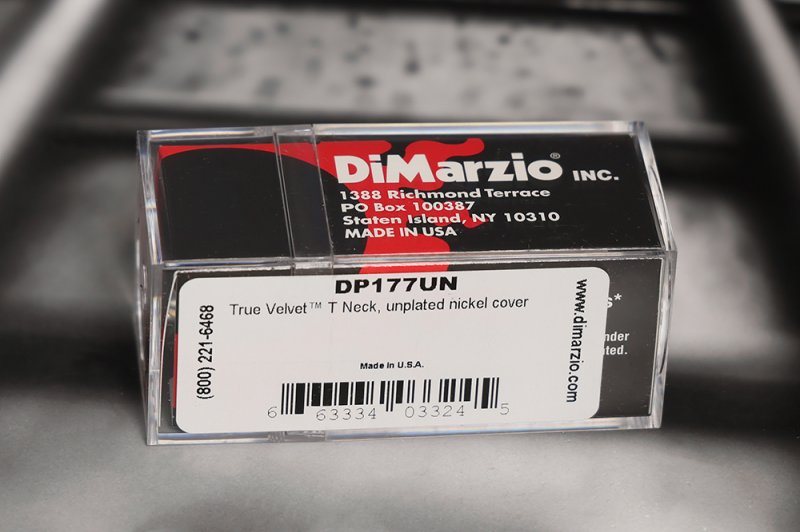 DiMarzio® INC.
1388 Richmond Terrace
PO Box 100387
Staten Island, NY 10310
MADE IN USA
DP177UN
True Velvet™ T Neck, unplated nickel cover
(800) 221-6468
www.dimarzio.com
Made in U.S.A.
6 63334 03324 5